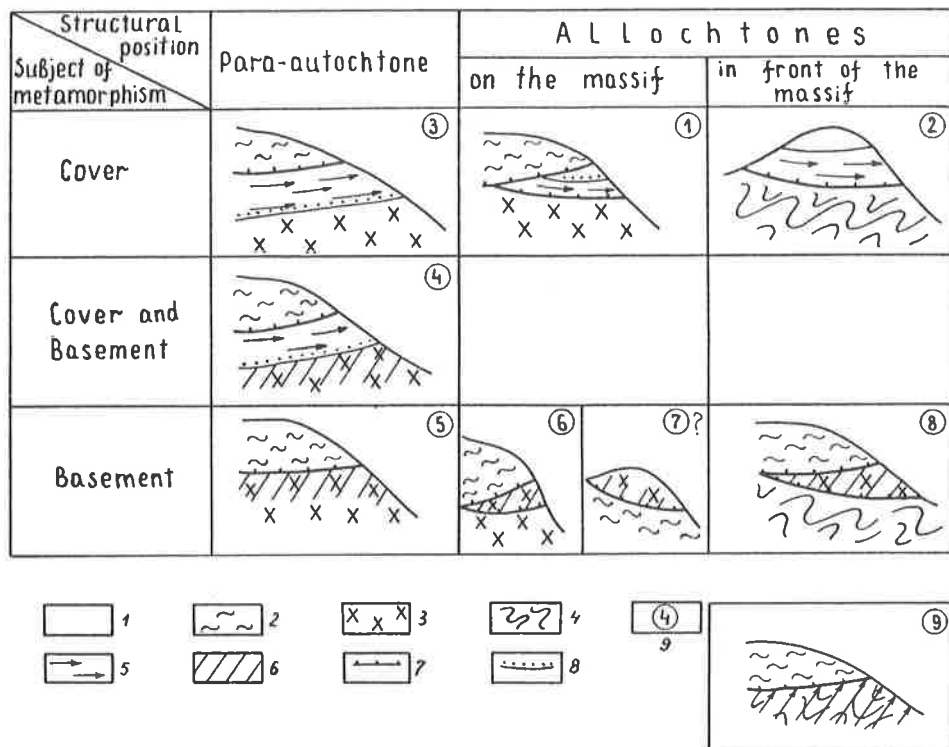 Structural
position
Subject of
metamorphism
Para-autochtone
Allochtones
on the massif
in front of the
massif
Cover
3
1
2
Cover and
Basement
4
Basement
5
6
7?
8
1
2
3
4
4
9
5
6
7
8
9